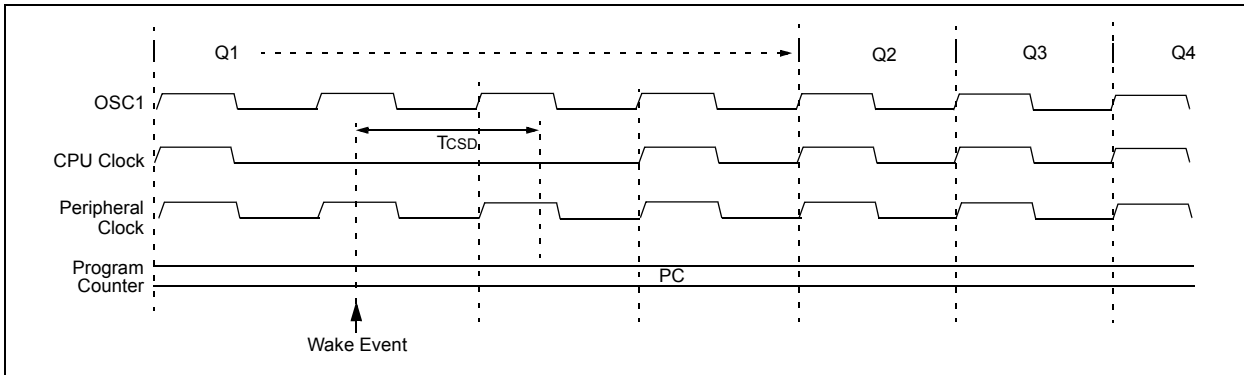 Q1
Q2
Q3
Q4
OSC1
TCSD
CPU Clock
Peripheral
Clock
Program
Counter
PC
Wake Event